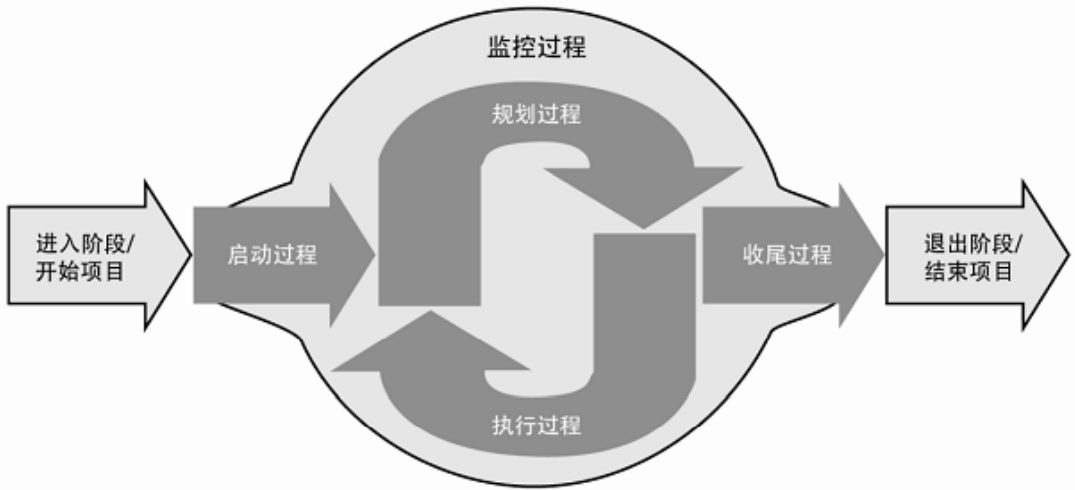 监控过程
规划过程
进入阶段/
开始项目
启动过程
收尾过程
退出阶段/
结束项目
执行过程